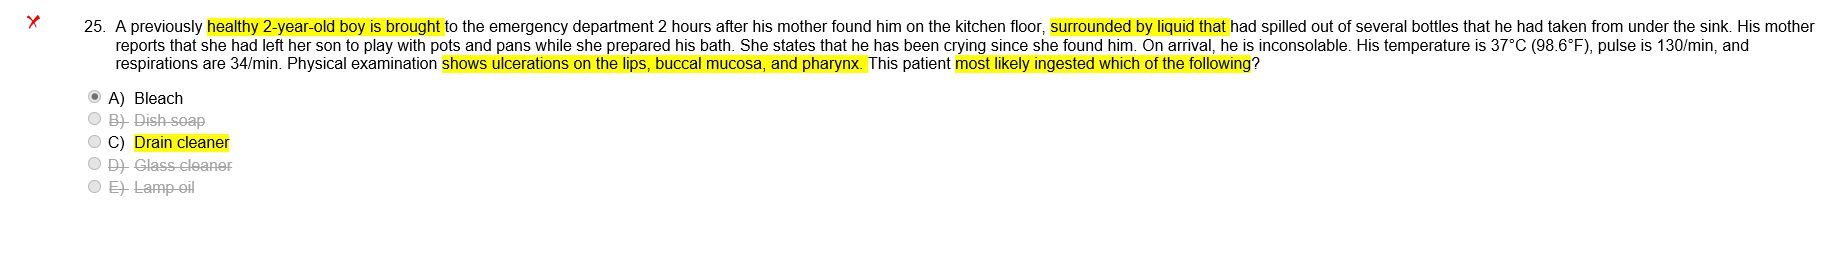 25. A previously healthy 2-year-old boy is brought to the emergency department 2 hours after his mother found him on the kitchen floor, surrounded by liquid that had spilled out of several bottles that he had taken from under the sink. His mother
reports that she had left her son to play with pots and pans while she prepared his bath. She states that he has been crying since she found him. On arrival, he is inconsolable. His temperature is 37°C (98.6°F), pulse is 130/min, and
respirations are 34/min. Physical examination shows ulcerations on the lips, buccal mucosa, and pharynx. This patient most likely ingested which of the following?
A) Bleach
B) Dish soap
C) Drain cleaner
D) Glass cleaner
E) Lamp oil